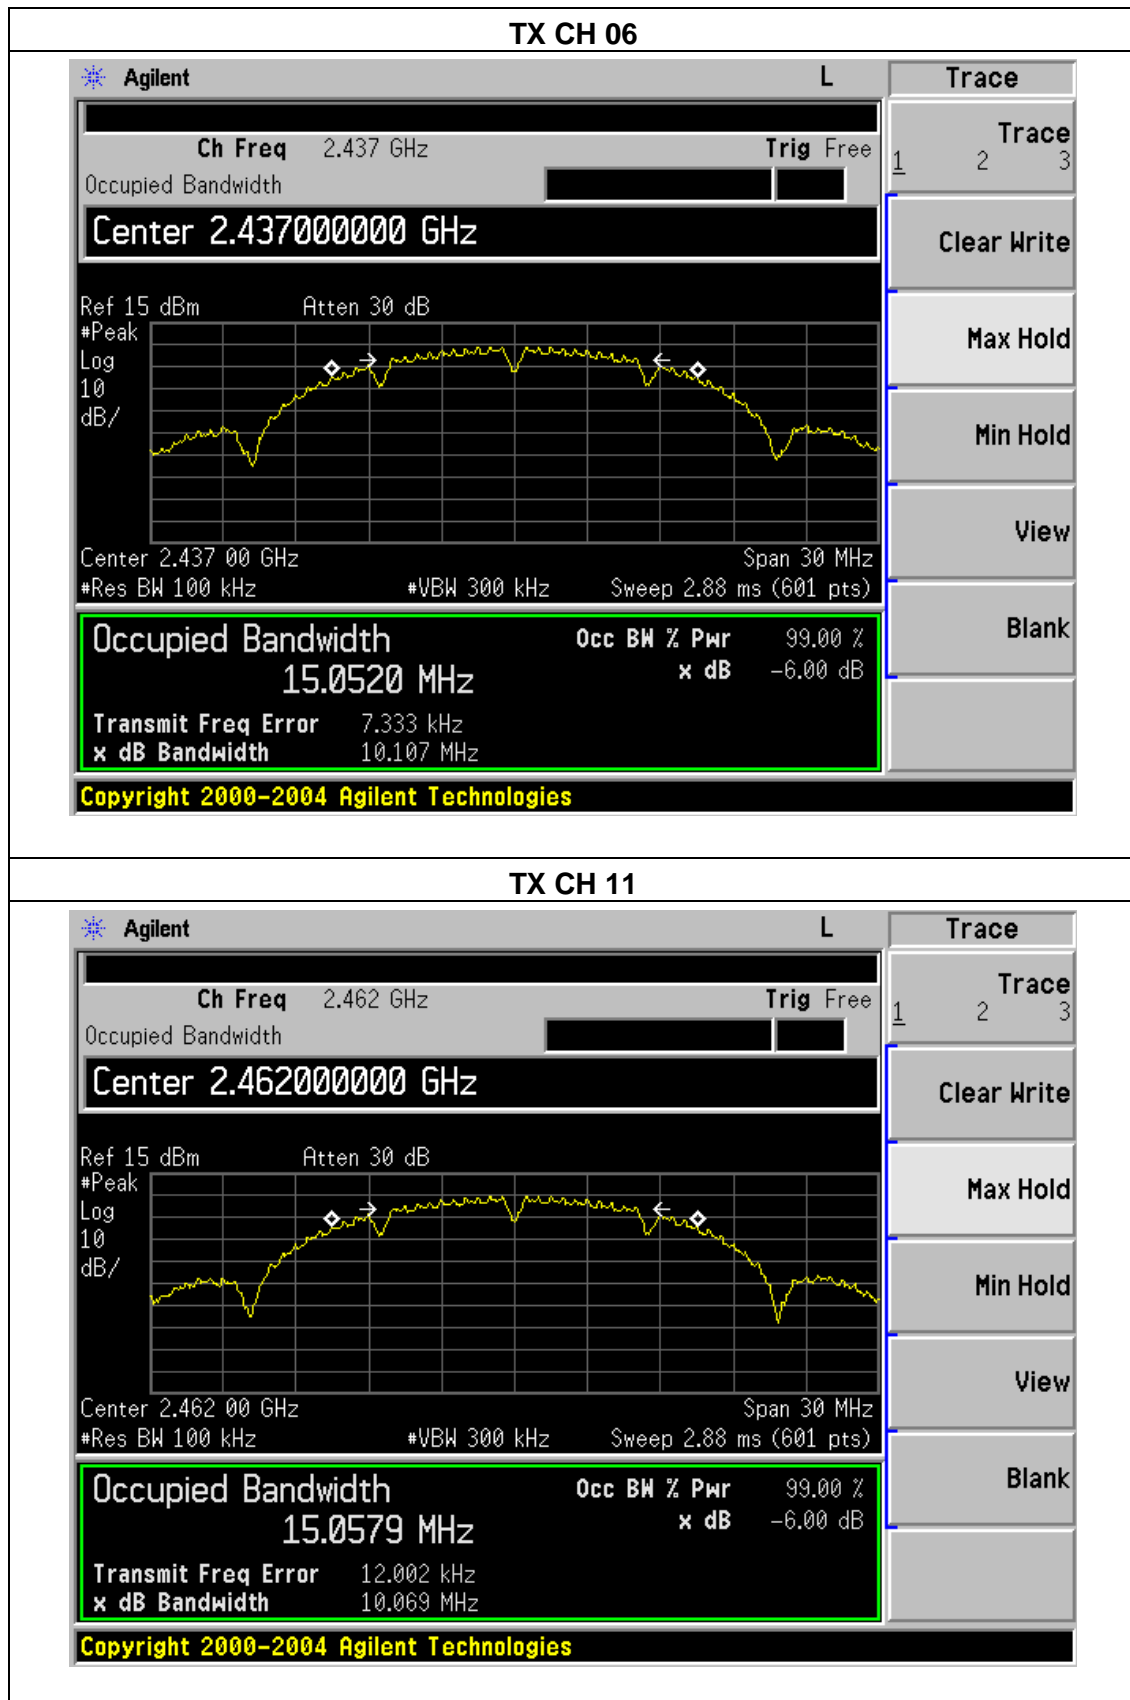 TX CH 06
Agilent L Trace
Ch Freq 2.437 GHz Trig Free
Occupied Bandwidth
Center 2.437000000 GHz
Ref 15 dBm Atten 30 dB
#Peak
Log
10
dB/
Center 2.437 00 GHz Span 30 MHz
#Res BW 100 kHz #VBW 300 kHz Sweep 2.88 ms (601 pts)
Occupied Bandwidth Occ BW % Pwr 99.00 %
15.0520 MHz x dB -6.00 dB
Transmit Freq Error 7.333 kHz
x dB Bandwidth 10.107 MHz
Copyright 2000-2004 Agilent Technologies
Trace
1 2 3
Clear Write
Max Hold
Min Hold
View
Blank
TX CH 11
Agilent L Trace
Ch Freq 2.462 GHz Trig Free
Occupied Bandwidth
Center 2.462000000 GHz
Ref 15 dBm Atten 30 dB
#Peak
Log
10
dB/
Center 2.462 00 GHz Span 30 MHz
#Res BW 100 kHz #VBW 300 kHz Sweep 2.88 ms (601 pts)
Occupied Bandwidth Occ BW % Pwr 99.00 %
15.0579 MHz x dB -6.00 dB
Transmit Freq Error 12.002 kHz
x dB Bandwidth 10.069 MHz
Copyright 2000-2004 Agilent Technologies
Trace
1 2 3
Clear Write
Max Hold
Min Hold
View
Blank